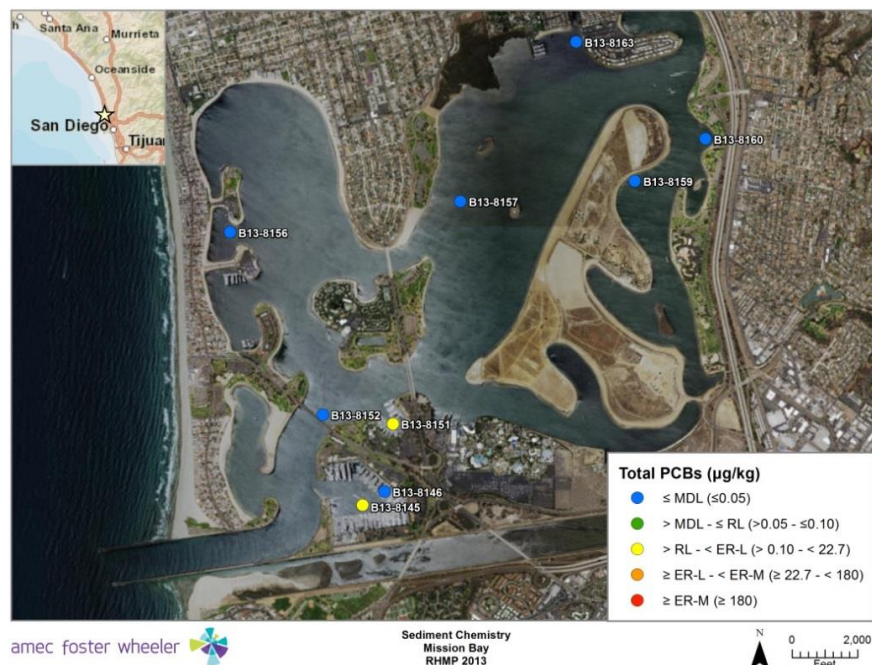 h
Santa Ana
Murrieta
Oceanside
San Diego
Tijua
B13-8163
B13-8160
B13-8159
B13-8157
B13-8156
B13-8152
B13-8151
B13-8146
B13-8145
Total PCBs (µg/kg)
≤ MDL (≤0.05)
> MDL - ≤ RL (>0.05 - ≤0.10)
> RL - < ER-L (> 0.10 - < 22.7)
≥ ER-L - < ER-M (≥ 22.7 - < 180)
≥ ER-M (≥ 180)
amec foster wheeler
Sediment Chemistry
Mission Bay
RHMP 2013
N
0 2,000
Feet